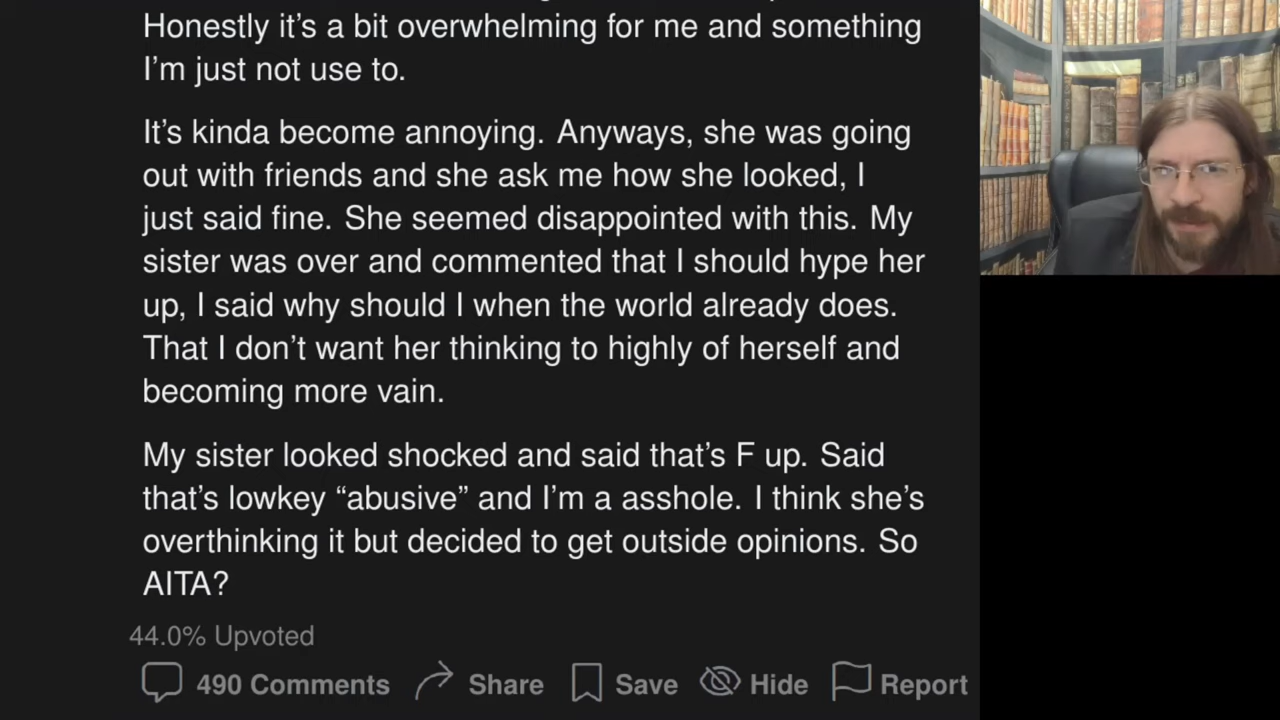 Honestly it's a bit overwhelming for me and something
I'm just not use to.
It's kinda become annoying. Anyways, she was going
out with friends and she ask me how she looked, I
just said fine. She seemed disappointed with this. My
sister was over and commented that I should hype her
up, I said why should I when the world already does.
That I don't want her thinking to highly of herself and
becoming more vain.
My sister looked shocked and said that's F up. Said
that's lowkey “abusive” and I'm a asshole. I think she's
overthinking it but decided to get outside opinions. So
AITA?
44.0% Upvoted
490 Comments Share Save Hide Report